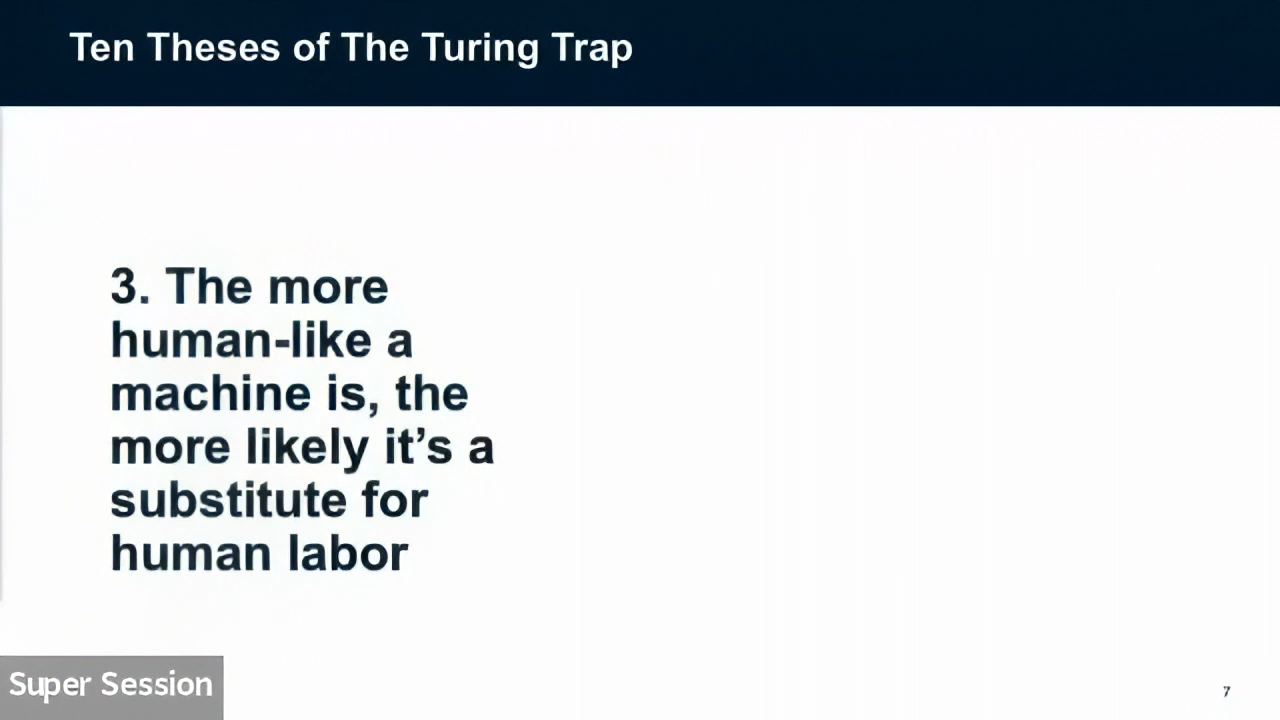 Ten Theses of The Turing Trap
3. The more
human-like a
machine is, the
more likely it’s a
substitute for
human labor
Super Session
7